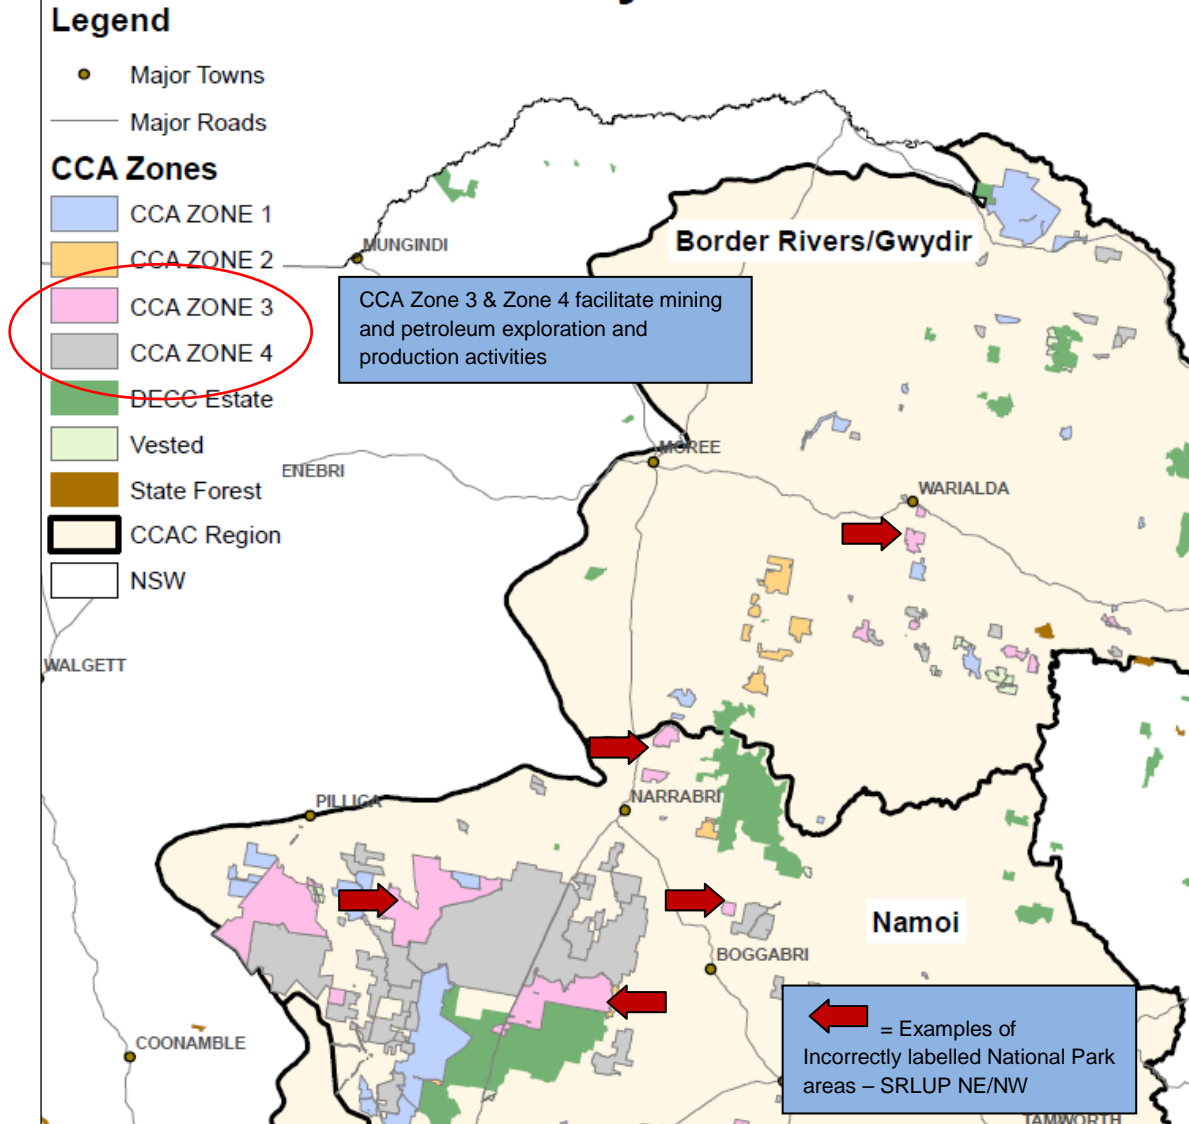 Legend
Major Towns
Major Roads
CCA Zones
CCA ZONE 1
CCA ZONE 2
CCA ZONE 3
CCA ZONE 4
DECC Estate
Vested
State Forest
CCAC Region
NSW
MUNGINDI
Border Rivers/Gwydir
CCA Zone 3 & Zone 4 facilitate mining
and petroleum exploration and
production activities
MOREE
ENEBRI
WARIALDA
WALGETT
PILLIGA
NARRABRI
Namoi
BOGGABRI
COONAMBLE
= Examples of
Incorrectly labelled National Park
areas – SRLUP NE/NW
TAMWORTH